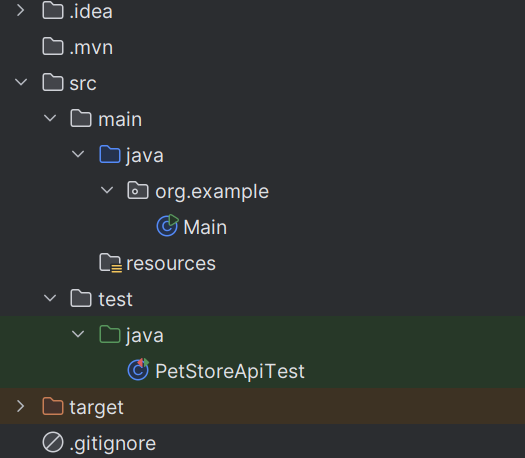 .idea
.mvn
src
main
java
org.example
Main
resources
test
java
PetStoreApiTest
target
.gitignore